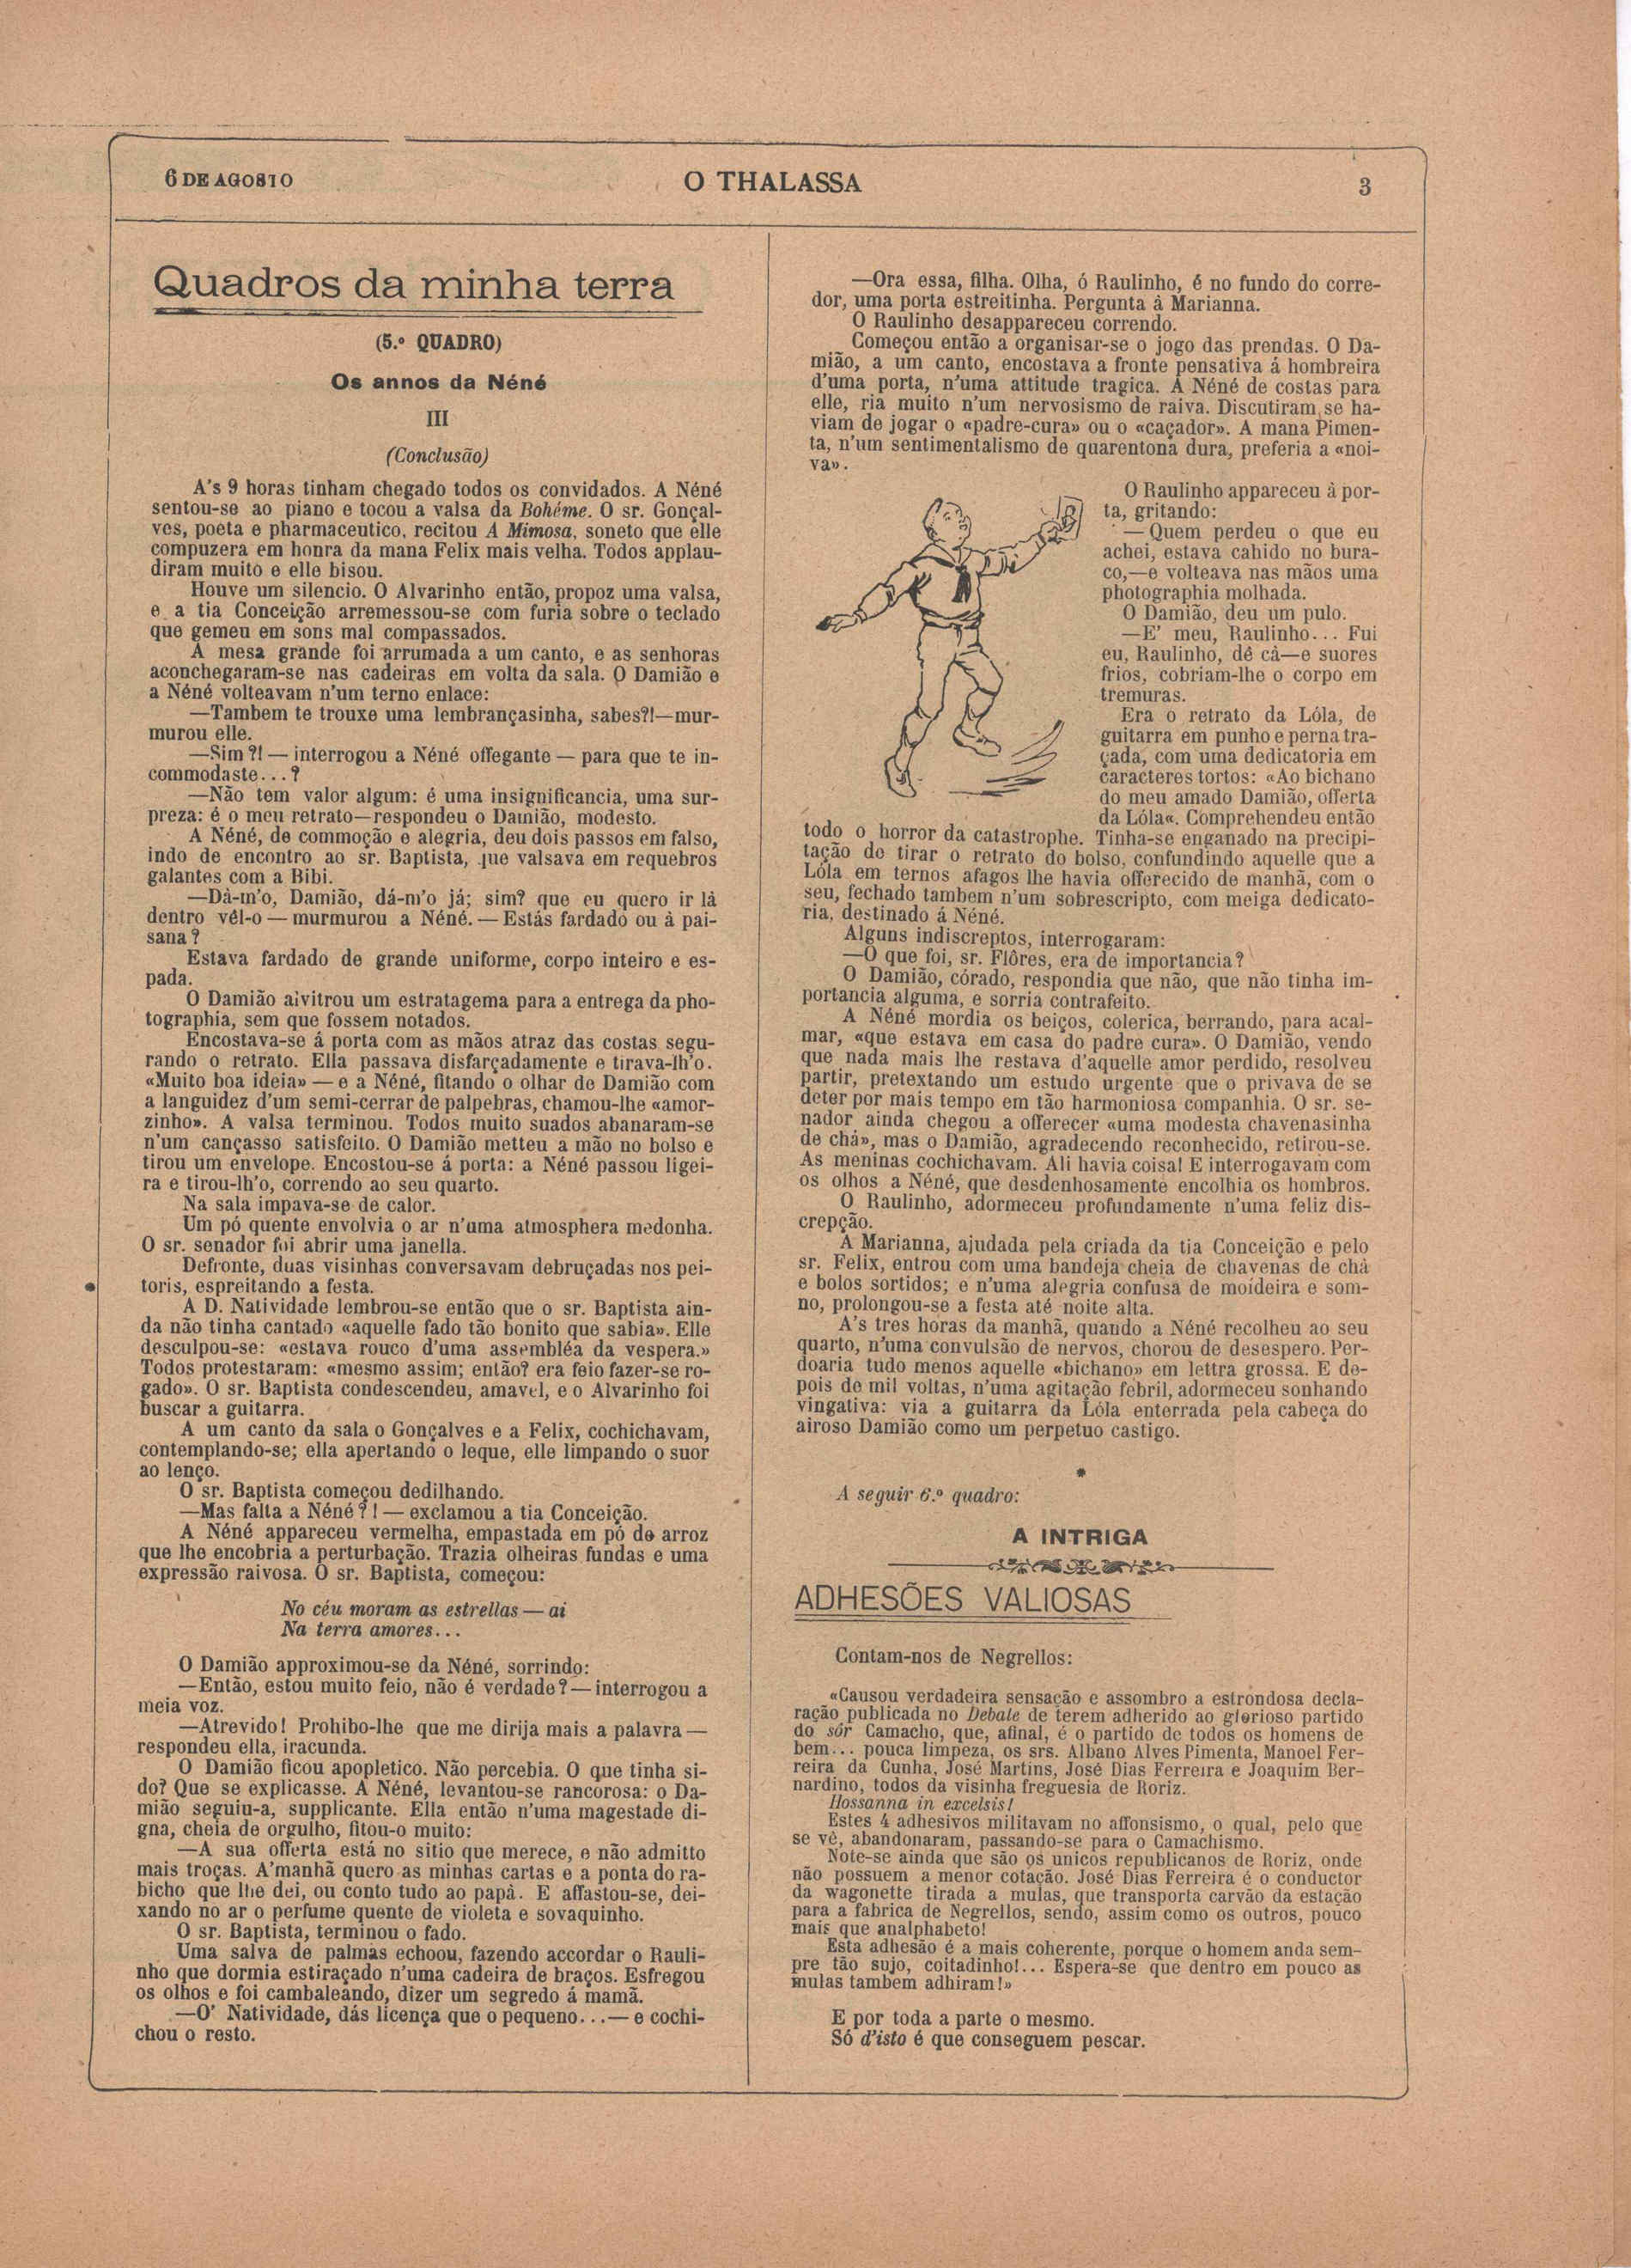 6 DE AGOSTO
O THALASSA
3
Quadros da minha terra
(5.º QUADRO)
Os annos da Néné
III
(Conclusão)
A's 9 horas tinham chegado todos os convidados. A Néné
sentou-se ao piano e tocou a valsa da Bohéme. O sr. Gonçal-
ves, poeta e pharmaceutico, recitou A Mimosa, soneto que elle
compuzera em honra da mana Felix mais velha. Todos applau-
diram muito e elle bisou.
Houve um silencio. O Alvarinho então, propoz uma valsa,
e a tia Conceição arremessou-se com furia sobre o teclado
que gemeu em sons mal compassados.
A mesa grande foi arrumada a um canto, e as senhoras
aconchegaram-se nas cadeiras em volta da sala. O Damião e
a Néné volteavam n'um terno enlace:
—Tambem te trouxe uma lembrançasinha, sabes?!—mur-
murou elle.
—Sim?! — interrogou a Néné offegante — para que te in-
commodaste...?
—Não tem valor algum: é uma insignificancia, uma sur-
preza: é o meu retrato—respondeu o Damião, modesto.
A Néné, de commoção e alegria, deu dois passos em falso,
indo de encontro ao sr. Baptista, que valsava em requebros
galantes com a Bibi.
—Dà-m'o, Damião, dá-m'o já; sim? que eu quero ir lá
dentro vêl-o — murmurou a Néné. — Estás fardado ou à pai-
sana?
Estava fardado de grande uniforme, corpo inteiro e es-
pada.
O Damião alvitrou um estratagema para a entrega da pho-
tographia, sem que fossem notados.
Encostava-se á porta com as mãos atraz das costas segu-
rando o retrato. Ella passava disfarçadamente e tirava-lh'o.
«Muito boa ideia» — e a Néné, fitando o olhar de Damião com
a languidez d'um semi-cerrar de palpebras, chamou-lhe «amor-
zinho». A valsa terminou. Todos muito suados abanaram-se
n'um cançasso satisfeito. O Damião metteu a mão no bolso e
tirou um envelope. Encostou-se á porta: a Néné passou ligei-
ra e tirou-lh'o, correndo ao seu quarto.
Na sala impava-se de calor.
Um pó quente envolvia o ar n'uma atmosphera medonha.
O sr. senador foi abrir uma janella.
Defronte, duas visinhas conversavam debruçadas nos pei-
toris, espreitando a festa.
A D. Natividade lembrou-se então que o sr. Baptista ain-
da não tinha cantado «aquelle fado tão bonito que sabia». Elle
desculpou-se: «estava rouco d'uma assembléa da vespera.»
Todos protestaram: «mesmo assim; então? era feio fazer-se ro-
gado». O sr. Baptista condescendeu, amavel, e o Alvarinho foi
buscar a guitarra.
A um canto da sala o Gonçalves e a Felix, cochichavam,
contemplando-se; ella apertando o leque, elle limpando o suor
ao lenço.
O sr. Baptista começou dedilhando.
—Mas falta a Néné?! — exclamou a tia Conceição.
A Néné appareceu vermelha, empastada em pó de arroz
que lhe encobria a perturbação. Trazia olheiras fundas e uma
expressão raivosa. O sr. Baptista, começou:
No céu moram as estrellas — ai
Na terra amores...
O Damião approximou-se da Néné, sorrindo:
—Então, estou muito feio, não é verdade? — interrogou a
meia voz.
—Atrevido! Prohibo-lhe que me dirija mais a palavra —
respondeu ella, iracunda.
O Damião ficou apopletico. Não percebia. O que tinha si-
do? Que se explicasse. A Néné, levantou-se rancorosa: o Da-
mião seguiu-a, supplicante. Ella então n'uma magestade di-
gna, cheia de orgulho, fitou-o muito:
—A sua offerta está no sitio que merece, e não admitto
mais troças. A'manhã quero as minhas cartas e a ponta do ra-
bicho que lhe dei, ou conto tudo ao papà. E affastou-se, dei-
xando no ar o perfume quente de violeta e sovaquinho.
O sr. Baptista, terminou o fado.
Uma salva de palmas echoou, fazendo accordar o Rauli-
nho que dormia estiraçado n'uma cadeira de braços. Esfregou
os olhos e foi cambaleando, dizer um segredo á mamã.
—O' Natividade, dás licença que o pequeno...— e cochi-
chou o resto.
—Ora essa, filha. Olha, ó Raulinho, é no fundo do corre-
dor, uma porta estreitinha. Pergunta à Marianna.
O Raulinho desappareceu correndo.
Começou então a organisar-se o jogo das prendas. O Da-
mião, a um canto, encostava a fronte pensativa á hombreira
d'uma porta, n'uma attitude tragica. A Néné de costas para
elle, ria muito n'um nervosismo de raiva. Discutiram se ha-
viam de jogar o «padre-cura» ou o «caçador». A mana Pimen-
ta, n'um sentimentalismo de quarentona dura, preferia a «noi-
va».
O Raulinho appareceu à por-
ta, gritando:
— Quem perdeu o que eu
achei, estava cahido no bura-
co,—e volteava nas mãos uma
photographia molhada.
O Damião, deu um pulo.
—E' meu, Raulinho... Fui
eu, Raulinho, dê cà—e suores
frios, cobriam-lhe o corpo em
tremuras.
Era o retrato da Lóla, de
guitarra em punho e perna tra-
çada, com uma dedicatoria em
caracteres tortos: «Ao bichano
do meu amado Damião, offerta
da Lóla«. Comprehendeu então
todo o horror da catastrophe. Tinha-se enganado na precipi-
tação de tirar o retrato do bolso, confundindo aquelle que a
Lóla em ternos afagos lhe havia offerecido de manhã, com o
seu, fechado tambem n'um sobrescripto, com meiga dedicato-
ria, destinado á Néné.
Alguns indiscreptos, interrogaram:
—O que foi, sr. Flôres, era de importancia?
O Damião, córado, respondia que não, que não tinha im-
portancia alguma, e sorria contrafeito.
A Néné mordia os beiços, colerica, berrando, para acal-
mar, «que estava em casa do padre cura». O Damião, vendo
que nada mais lhe restava d'aquelle amor perdido, resolveu
partir, pretextando um estudo urgente que o privava de se
deter por mais tempo em tão harmoniosa companhia. O sr. se-
nador ainda chegou a offerecer «uma modesta chavenasinha
de chá», mas o Damião, agradecendo reconhecido, retirou-se.
As meninas cochichavam. Ali havia coisa! E interrogavam com
os olhos a Néné, que desdenhosamente encolhia os hombros.
O Raulinho, adormeceu profundamente n'uma feliz dis-
crepção.
A Marianna, ajudada pela criada da tia Conceição e pelo
sr. Felix, entrou com uma bandeja cheia de chavenas de chà
e bolos sortidos; e n'uma alegria confusa de moideira e som-
no, prolongou-se a festa até noite alta.
A's tres horas da manhã, quando a Néné recolheu ao seu
quarto, n'uma convulsão de nervos, chorou de desespero. Per-
doaria tudo menos aquelle «bichano» em lettra grossa. E de-
pois de mil voltas, n'uma agitação febril, adormeceu sonhando
vingativa: via a guitarra da Lóla enterrada pela cabeça do
airoso Damião como um perpetuo castigo.
*
A seguir 6.º quadro:
A INTRIGA
ADHESÕES VALIOSAS
Contam-nos de Negrellos:
«Causou verdadeira sensação e assombro a estrondosa decla-
ração publicada no Debate de terem adherido ao glorioso partido
do sôr Camacho, que, afinal, é o partido de todos os homens de
bem... pouca limpeza, os srs. Albano Alves Pimenta, Manoel Fer-
reira da Cunha, José Martins, José Dias Ferreira e Joaquim Ber-
nardino, todos da visinha freguesia de Roriz.
Hossanna in excelsis!
Estes 4 adhesivos militavam no affonsismo, o qual, pelo que
se vê, abandonaram, passando-se para o Camachismo.
Note-se ainda que são os unicos republicanos de Roriz, onde
não possuem a menor cotação. José Dias Ferreira é o conductor
da wagonette tirada a mulas, que transporta carvão da estação
para a fabrica de Negrellos, sendo, assim como os outros, pouco
mais que analphabeto!
Esta adhesão é a mais coherente, porque o homem anda sem-
pre tão sujo, coitadinho!... Espera-se que dentro em pouco as
mulas tambem adhiram!»
E por toda a parte o mesmo.
Só d'isto é que conseguem pescar.